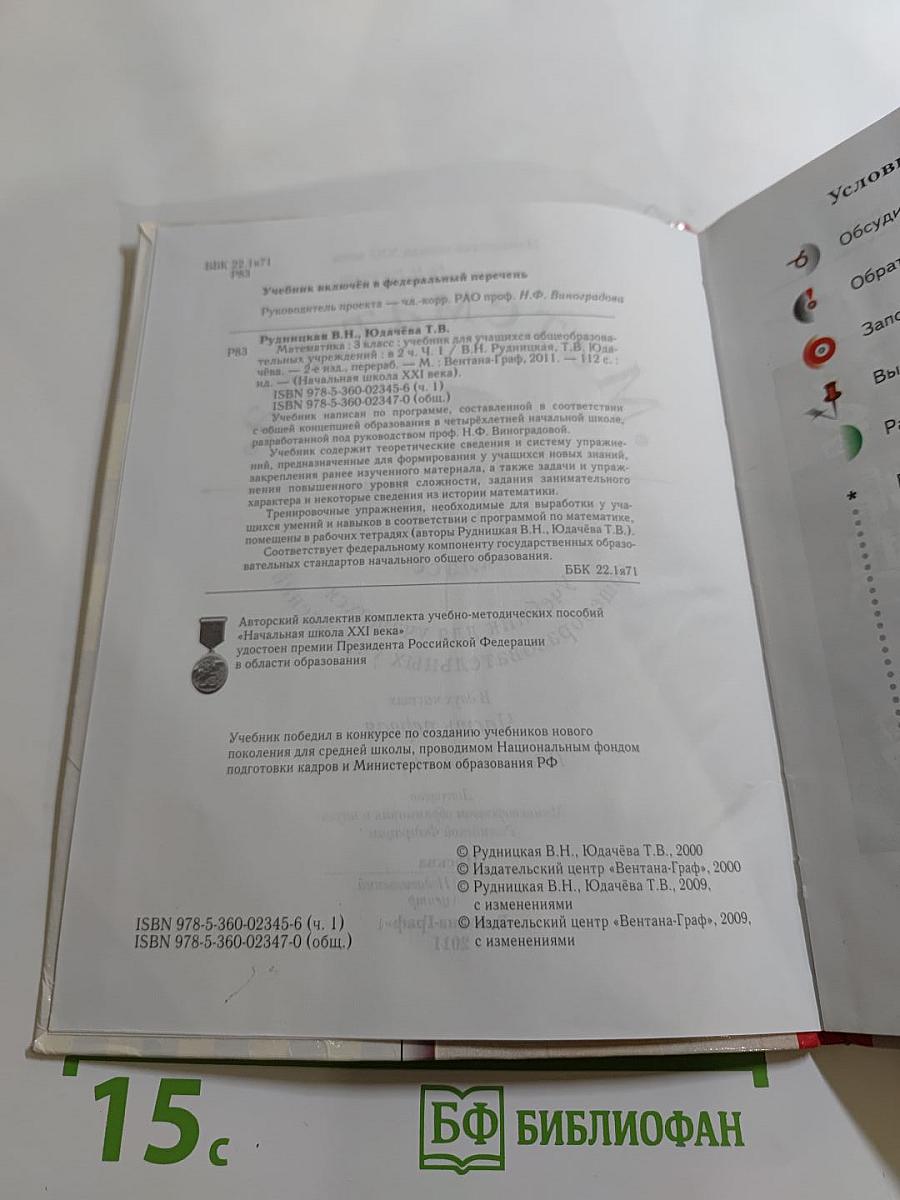 ББК 22.1я71
Р83
Учебник включён в федеральный перечень
Руководитель проекта — чл.-корр. РАО проф. Н.Ф. Виноградова
Рудницкая В.Н., Юдачёва Т.В.
Р83 Математика : 3 класс : учебник для учащихся общеобразова-
тельных учреждений : в 2 ч. Ч. 1 / В.Н. Рудницкая, Т.В. Юда-
чёва. — 2-е изд., перераб. — М. : Вентана-Граф, 2011. — 112 с. :
ил. — (Начальная школа XXI века).
ISBN 978-5-360-02345-6 (ч. 1)
ISBN 978-5-360-02347-0 (общ.)
Учебник написан по программе, составленной в соответствии
с общей концепцией образования в четырёхлетней начальной школе,
разработанной под руководством проф. Н.Ф. Виноградовой.
Учебник содержит теоретические сведения и систему упражне-
ний, предназначенные для формирования у учащихся новых знаний,
закрепления ранее изученного материала, а также задачи и упраж-
нения повышенного уровня сложности, задания занимательного
характера и некоторые сведения из истории математики.
Тренировочные упражнения, необходимые для выработки у уча-
щихся умений и навыков в соответствии с программой по математике,
помещены в рабочих тетрадях (авторы Рудницкая В.Н., Юдачёва Т.В.).
Соответствует федеральному компоненту государственных образо-
вательных стандартов начального общего образования.
ББК 22.1я71
Авторский коллектив комплекта учебно-методических пособий
«Начальная школа XXI века»
удостоен премии Президента Российской Федерации
в области образования
Учебник победил в конкурсе по созданию учебников нового
поколения для средней школы, проводимом Национальным фондом
подготовки кадров и Министерством образования РФ
© Рудницкая В.Н., Юдачёва Т.В., 2000
© Издательский центр «Вентана-Граф», 2000
© Рудницкая В.Н., Юдачёва Т.В., 2009,
с изменениями
© Издательский центр «Вентана-Граф», 2009,
с изменениями
ISBN 978-5-360-02345-6 (ч. 1)
ISBN 978-5-360-02347-0 (общ.)
Услов
Обсуди
Обрат
Запо
Вы
Ра
*
15 с
БФ БИБЛИОФАН